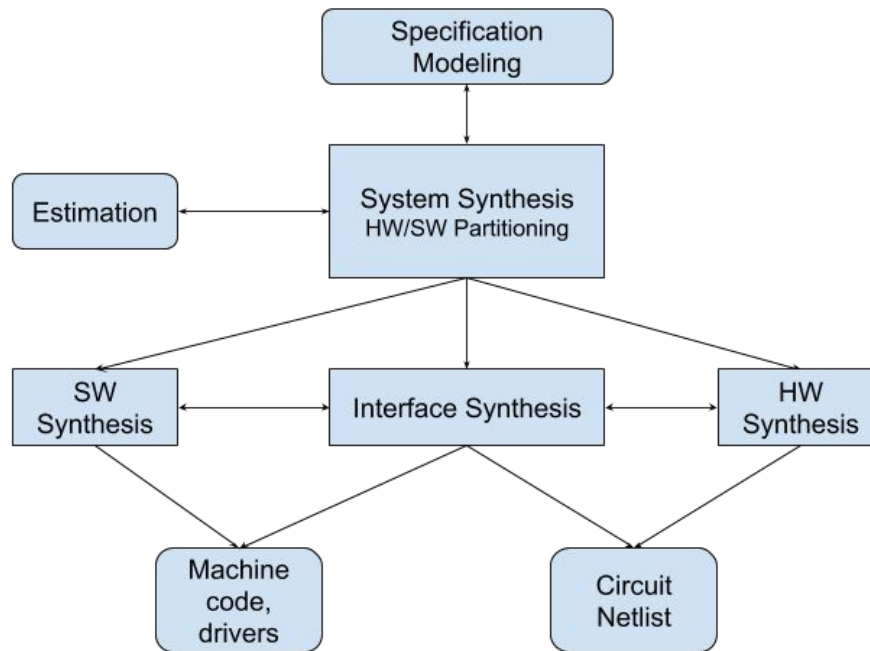 Specification
Modeling
System Synthesis
HW/SW Partitioning
Estimation
SW
Synthesis
Interface Synthesis
HW
Synthesis
Machine
code,
drivers
Circuit
Netlist